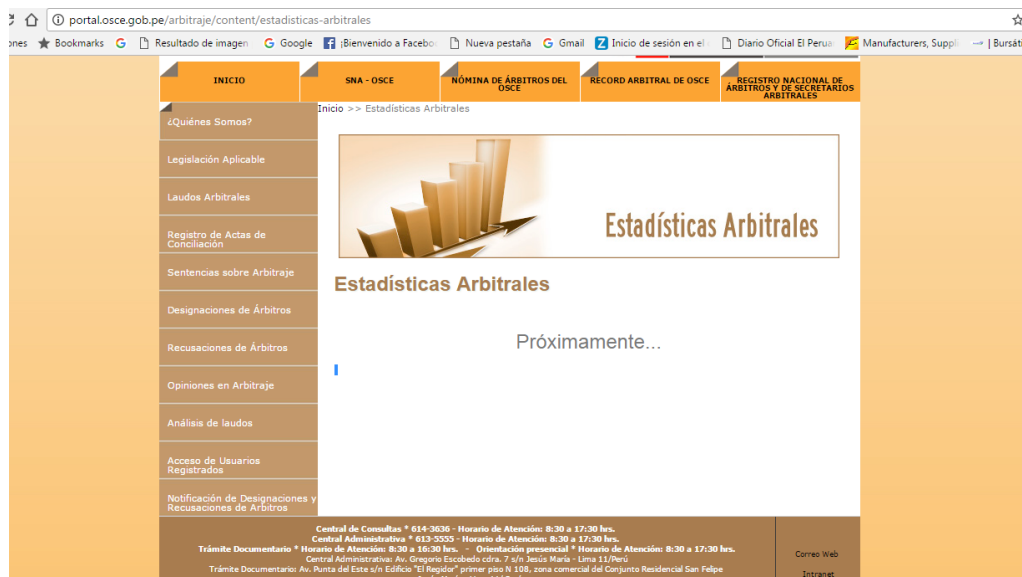 portal.osce.gob.pe/arbitraje/content/estadisticas-arbitrales
Bookmarks Resultado de imagen Google ¡Bienvenido a Facebo Nueva pestaña Gmail Inicio de sesión en el Diario Oficial El Perua Manufacturers, Suppli | Bursáti
INICIO
SNA - OSCE
NÓMINA DE ÁRBITROS DEL
OSCE
RÉCORD ARBITRAL DE OSCE
REGISTRO NACIONAL DE
ÁRBITROS Y DE SECRETARIOS
ARBITRALES
Inicio >> Estadísticas Arbitrales
¿Quiénes Somos?
Legislación Aplicable
Laudos Arbitrales
Registro de Actas de
Conciliación
Sentencias sobre Arbitraje
Designaciones de Árbitros
Recusaciones de Árbitros
Opiniones en Arbitraje
Análisis de laudos
Acceso de Usuarios
Registrados
Notificación de Designaciones y
Recusaciones de Árbitros
Estadísticas Arbitrales
Estadísticas Arbitrales
Próximamente...
Central de Consultas * 614-3636 - Horario de Atención: 8:30 a 17:30 hrs.
Central Administrativa * 613-5555 - Horario de Atención: 8:30 a 17:30 hrs.
Trámite Documentario * Horario de Atención: 8:30 a 16:30 hrs. - Orientación presencial * Horario de Atención: 8:30 a 17:30 hrs.
Central Administrativa: Av. Gregorio Escobedo cdra. 7 s/n Jesús María - Lima 11/Perú
Trámite Documentario: Av. Punta del Este s/n Edificio "El Regidor" primer piso N 108, zona comercial del Conjunto Residencial San Felipe
Correo Web
Intranet